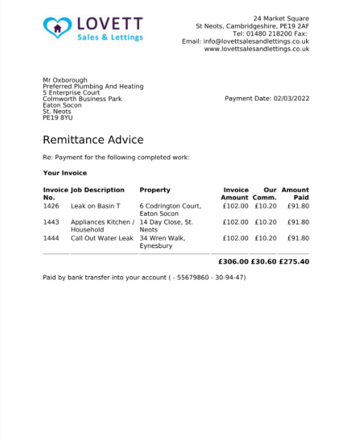 LOVETT
Sales & Lettings
24 Market Square
St Neots, Cambridgeshire, PE19 2AF
Tel: 01480 218200 Fax:
Email: info@lovettsalesandlettings.co.uk
www.lovettsalesandlettings.co.uk
Mr Oxborough
Preferred Plumbing And Heating
5 Enterprise Court
Colmworth Business Park
Eaton Socon
St. Neots
PE19 8YU
Payment Date: 02/03/2022
Remittance Advice
Re: Payment for the following completed work:
Your Invoice
Invoice No. Job Description Property Invoice Amount Our Comm. Amount Paid
1426 Leak on Basin T 6 Codrington Court, Eaton Socon £102.00 £10.20 £91.80
1443 Appliances Kitchen / Household 14 Day Close, St. Neots £102.00 £10.20 £91.80
1444 Call Out Water Leak 34 Wren Walk, Eynesbury £102.00 £10.20 £91.80
£306.00 £30.60 £275.40
Paid by bank transfer into your account ( - 55679860 - 30-94-47)